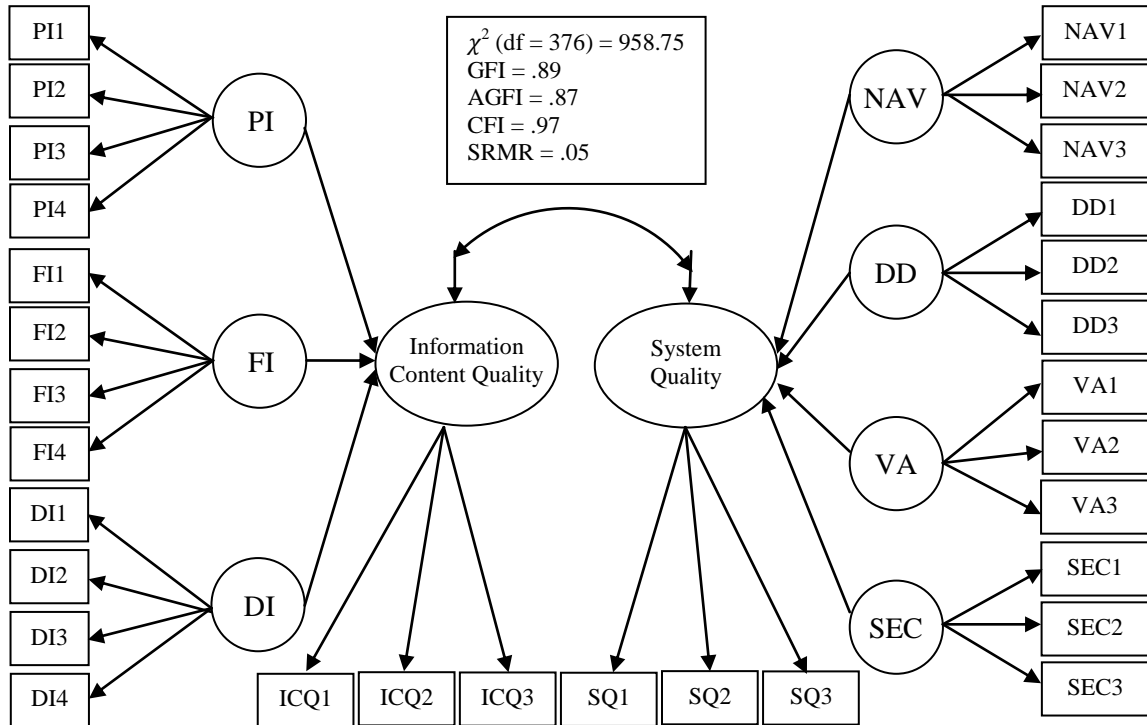 PI1
PI2
PI3
PI4
FI1
FI2
FI3
FI4
DI1
DI2
DI3
DI4
PI
FI
DI
χ² (df = 376) = 958.75
GFI = .89
AGFI = .87
CFI = .97
SRMR = .05
Information
Content Quality
System
Quality
ICQ1
ICQ2
ICQ3
SQ1
SQ2
SQ3
NAV
DD
VA
SEC
NAV1
NAV2
NAV3
DD1
DD2
DD3
VA1
VA2
VA3
SEC1
SEC2
SEC3